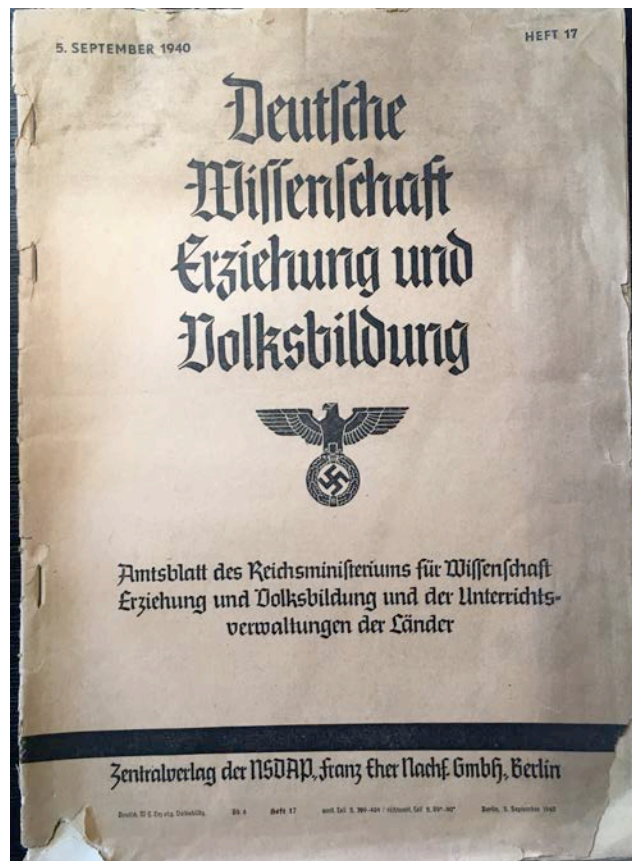 5. SEPTEMBER 1940
HEFT 17
Deutſche
Wiſſenſchaft
Erziehung und
Volksbildung
Amtsblatt des Reichsminiſteriums für Wiſſenſchaft
Erziehung und Volksbildung und der Unterrichts-
verwaltungen der Länder
Zentralverlag der NSDAP., Franz Eher Nachf. GmbH., Berlin
Heft 17 Berlin, 5. September 1940